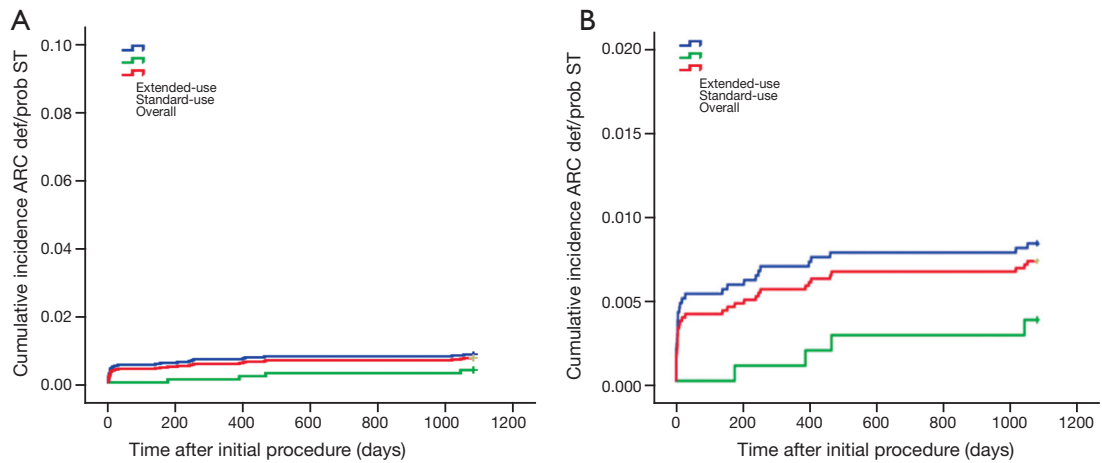 A
Cumulative incidence ARC def/prob ST
0.10
0.08
0.06
0.04
0.02
0.00
Extended-use
Standard-use
Overall
0 200 400 600 800 1000 1200
Time after initial procedure (days)
B
Cumulative incidence ARC def/prob ST
0.020
0.015
0.010
0.005
0.000
Extended-use
Standard-use
Overall
0 200 400 600 800 1000 1200
Time after initial procedure (days)